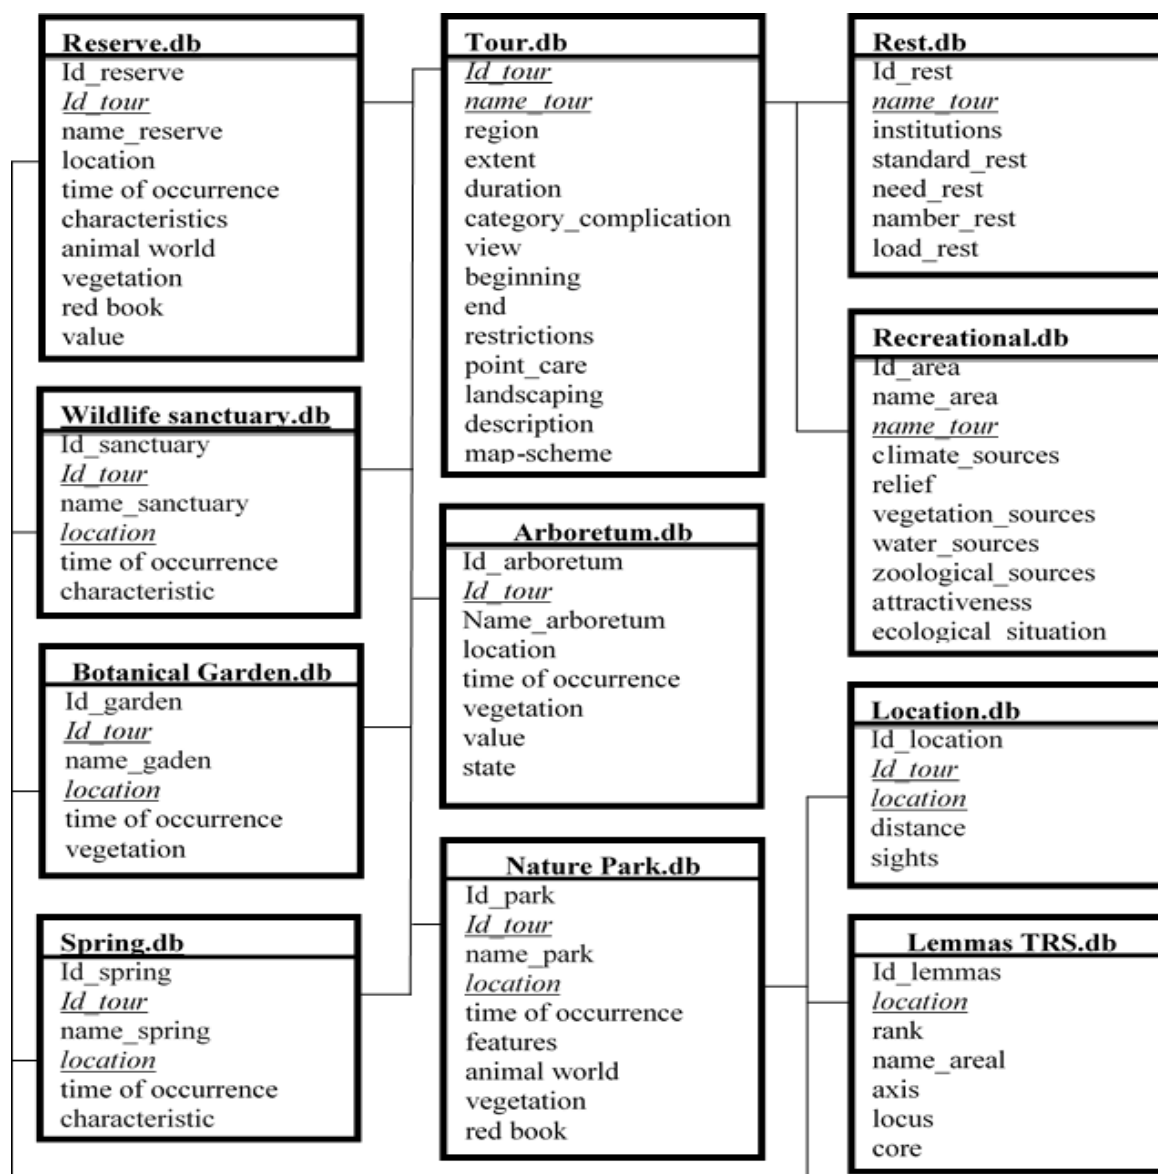 Reserve.db
Id_reserve
Id_tour
name_reserve
location
time of occurrence
characteristics
animal world
vegetation
red book
value
Wildlife sanctuary.db
Id_sanctuary
Id_tour
name_sanctuary
location
time of occurrence
characteristic
Botanical Garden.db
Id_garden
Id_tour
name_gaden
location
time of occurrence
vegetation
Spring.db
Id_spring
Id_tour
name_spring
location
time of occurrence
characteristic
Tour.db
Id_tour
name_tour
region
extent
duration
category_complication
view
beginning
end
restrictions
point_care
landscaping
description
map-scheme
Arboretum.db
Id_arboretum
Id_tour
Name_arboretum
location
time of occurrence
vegetation
value
state
Nature Park.db
Id_park
Id_tour
name_park
location
time of occurrence
features
animal world
vegetation
red book
Rest.db
Id_rest
name_tour
institutions
standard_rest
need_rest
namber_rest
load_rest
Recreational.db
Id_area
name_area
name_tour
climate_sources
relief
vegetation_sources
water_sources
zoological_sources
attractiveness
ecological_situation
Location.db
Id_location
Id_tour
location
distance
sights
Lemmas TRS.db
Id_lemmas
location
rank
name_areal
axis
locus
core